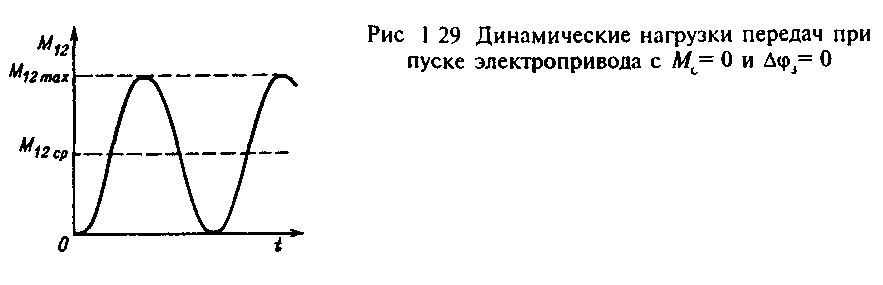 M12
M12 max
M12 ср
0
t
Рис 1 29 Динамические нагрузки передач при
пуске электропривода с Mс= 0 и Δφз= 0